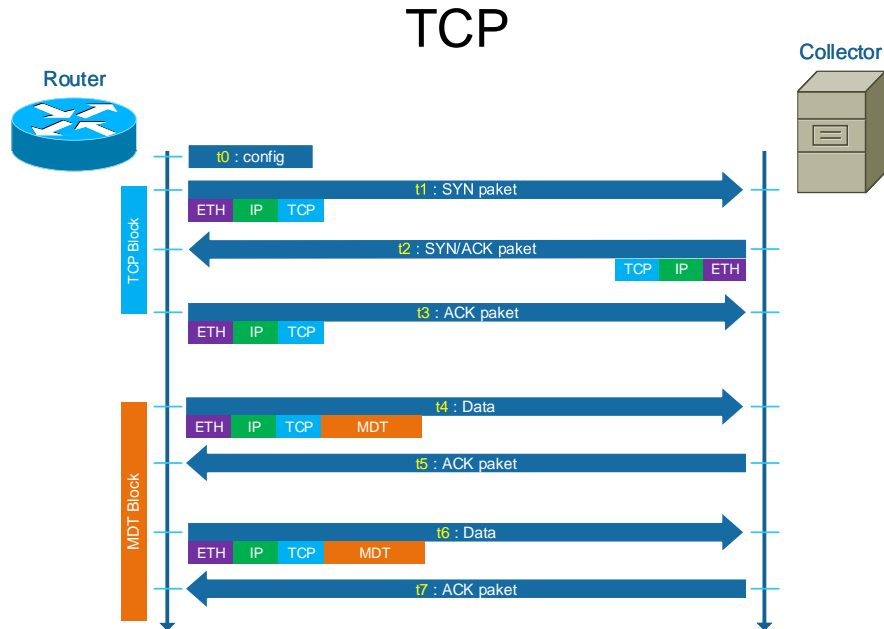 TCP
Router
Collector
t0 : config
t1 : SYN paket
ETH IP TCP
t2 : SYN/ACK paket
TCP IP ETH
TCP Block
t3 : ACK paket
ETH IP TCP
t4 : Data
ETH IP TCP MDT
t5 : ACK paket
MDT Block
t6 : Data
ETH IP TCP MDT
t7 : ACK paket